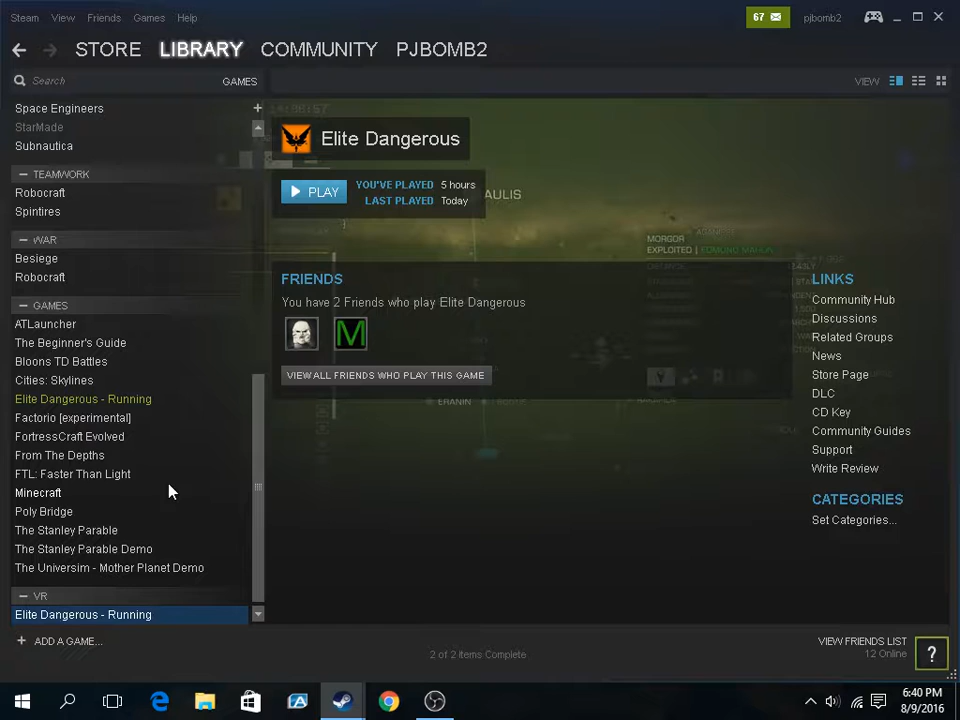 Steam View Friends Games Help
67 pjbomb2
STORE LIBRARY COMMUNITY PJBOMB2
Search GAMES VIEW
Space Engineers
StarMade
Subnautica
TEAMWORK
Robocraft
Spintires
WAR
Besiege
Robocraft
GAMES
ATLauncher
The Beginner's Guide
Bloons TD Battles
Cities: Skylines
Elite Dangerous - Running
Factorio [experimental]
FortressCraft Evolved
From The Depths
FTL: Faster Than Light
Minecraft
Poly Bridge
The Stanley Parable
The Stanley Parable Demo
The Universim - Mother Planet Demo
VR
Elite Dangerous - Running
ADD A GAME...
Elite Dangerous
PLAY
YOU'VE PLAYED 5 hours
LAST PLAYED Today
AULIS
MORGOR
EXPLOITED | EDMUND MAHON
FRIENDS
You have 2 Friends who play Elite Dangerous
M
VIEW ALL FRIENDS WHO PLAY THIS GAME
ERANIN
LINKS
Community Hub
Discussions
Related Groups
News
Store Page
DLC
CD Key
Community Guides
Support
Write Review
CATEGORIES
Set Categories...
2 of 2 Items Complete
VIEW FRIENDS LIST
12 Online
?
6:40 PM
8/9/2016